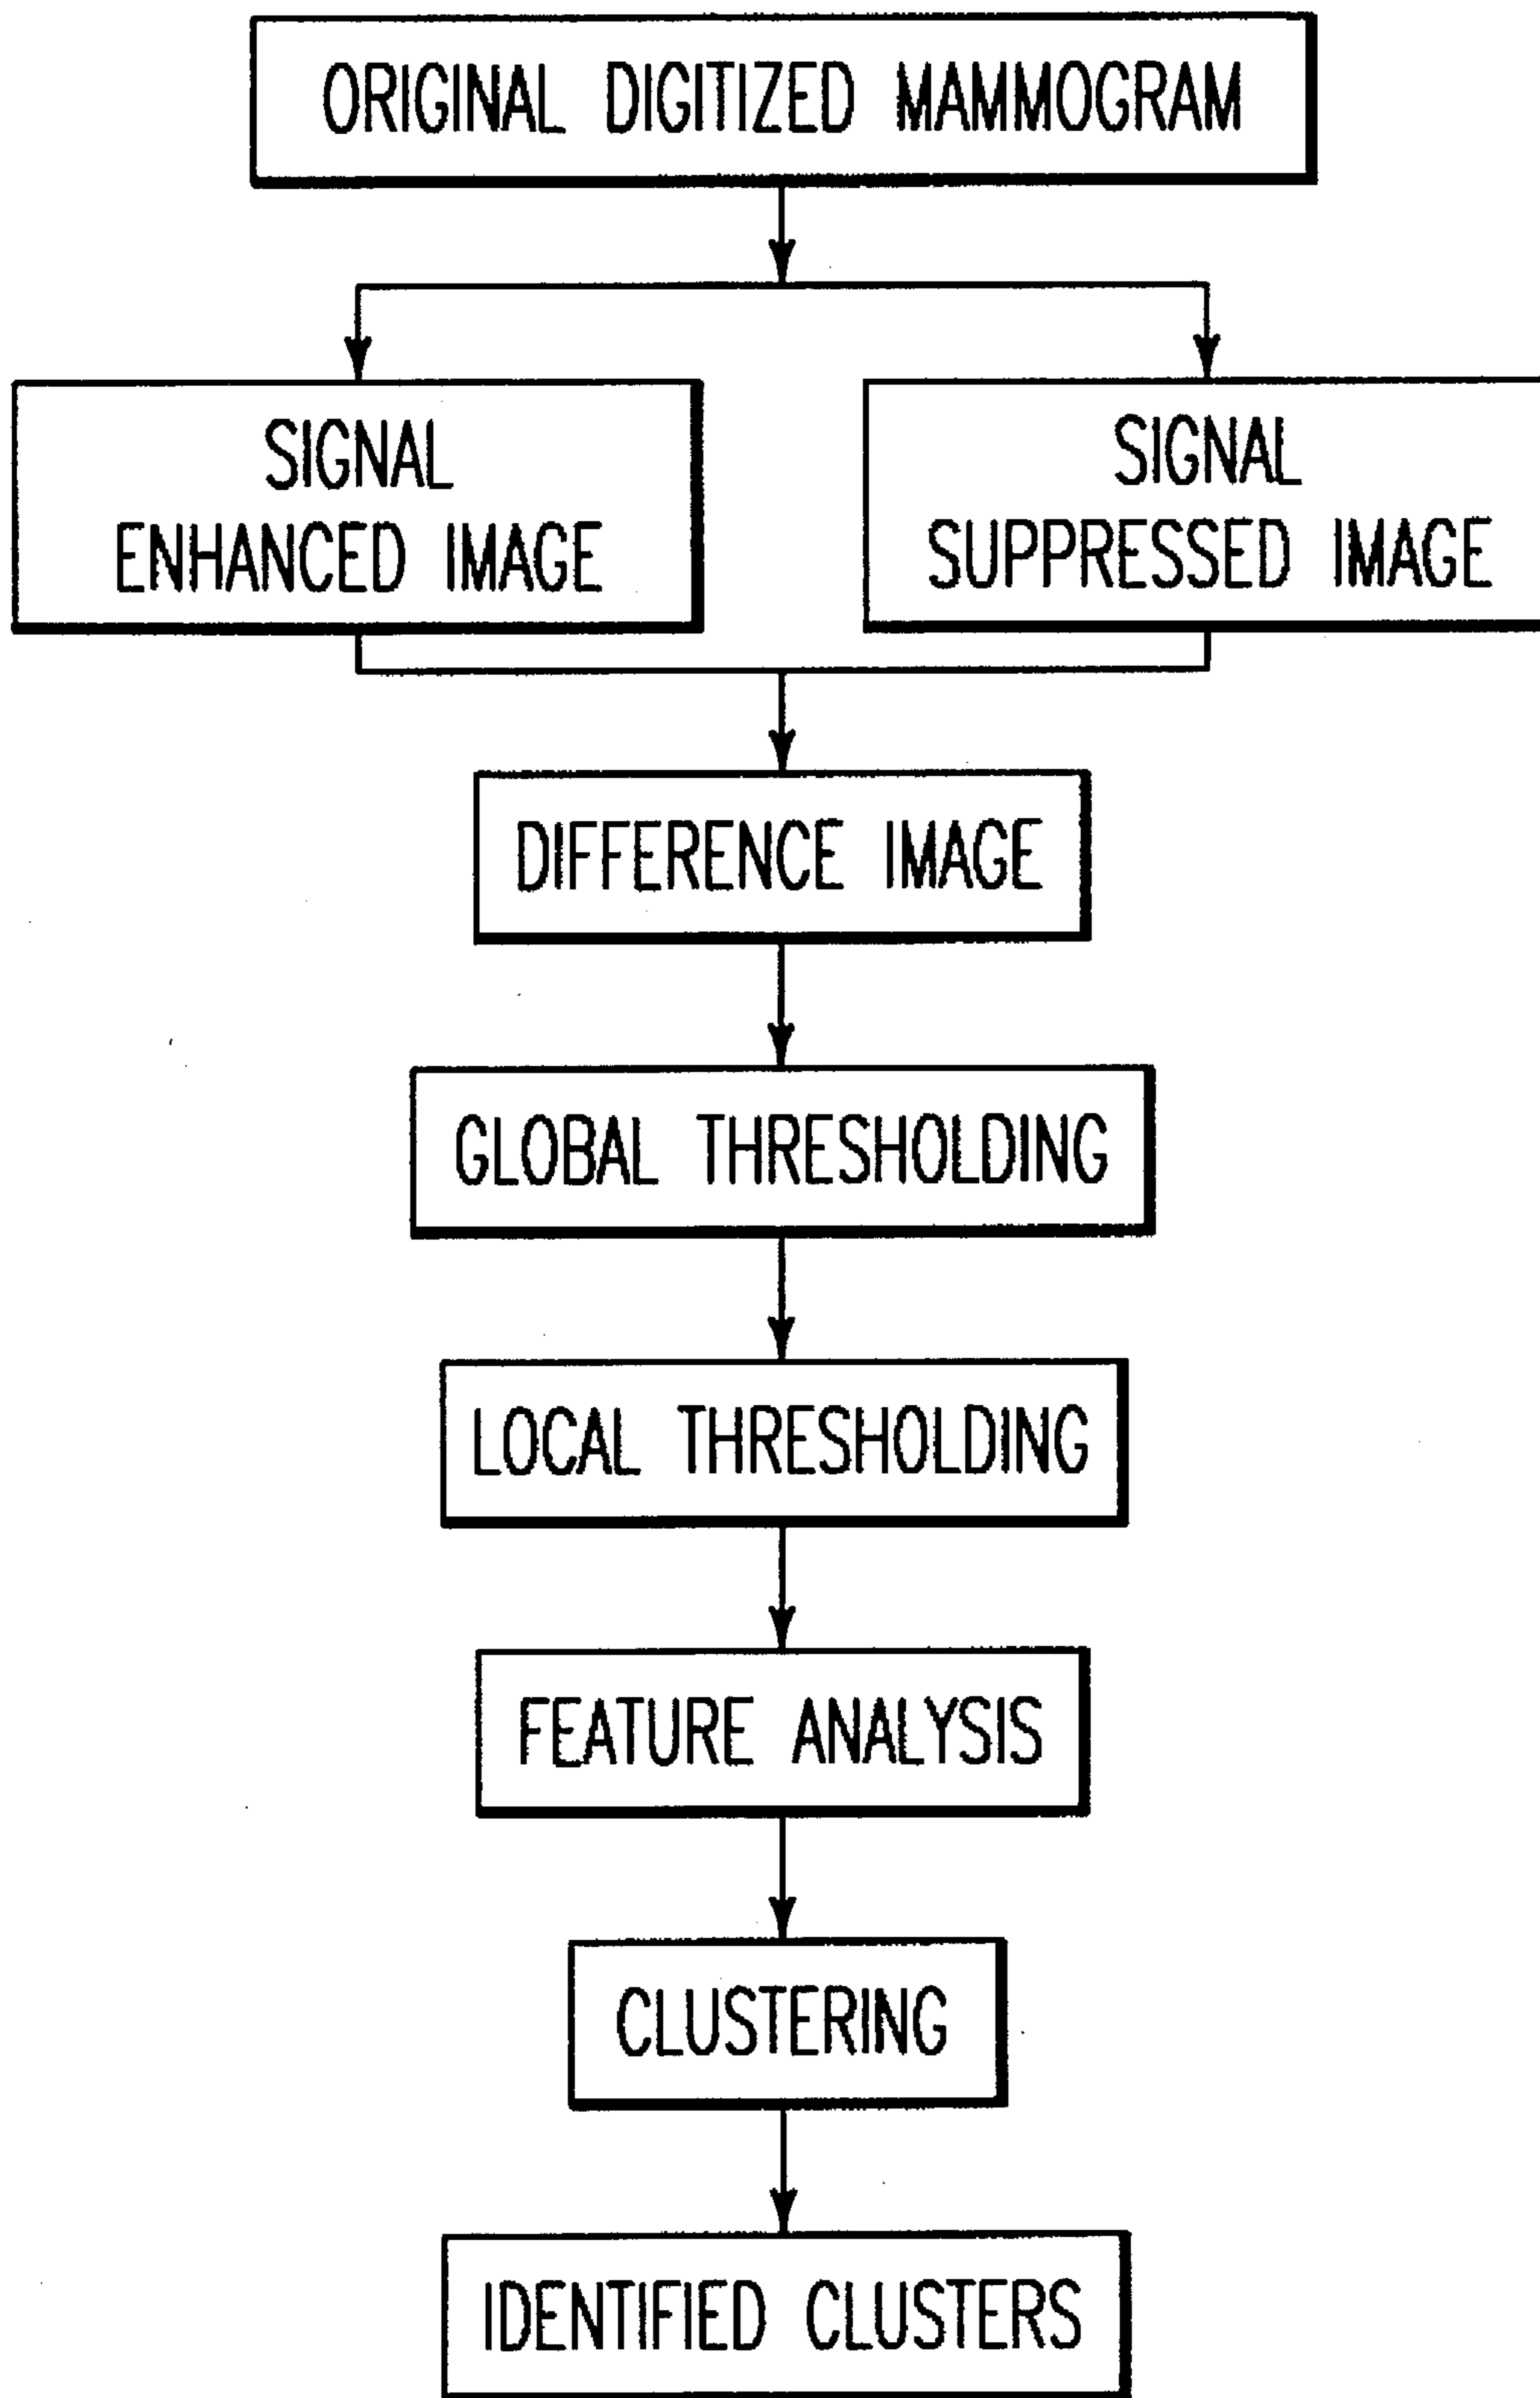 ORIGINAL DIGITIZED MAMMOGRAM
SIGNAL
ENHANCED IMAGE
SIGNAL
SUPPRESSED IMAGE
DIFFERENCE IMAGE
GLOBAL THRESHOLDING
LOCAL THRESHOLDING
FEATURE ANALYSIS
CLUSTERING
IDENTIFIED CLUSTERS